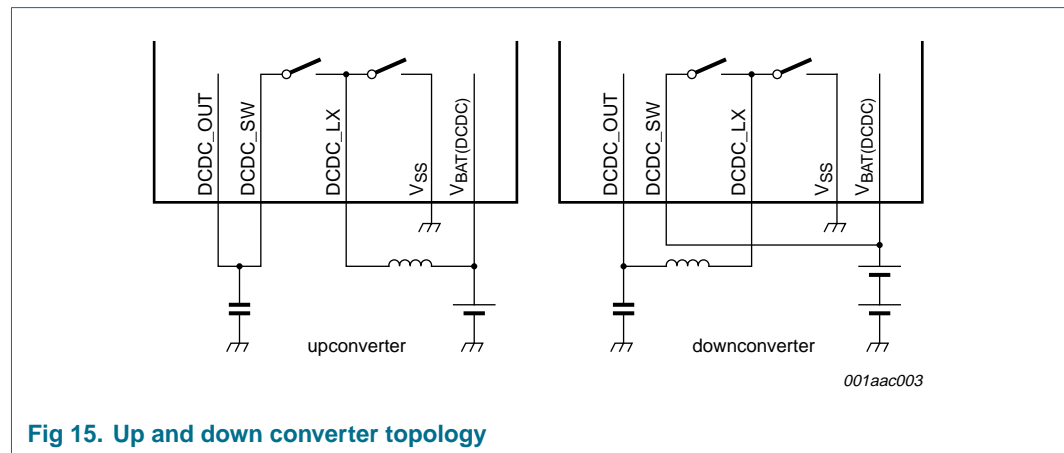 DCDC_OUT
DCDC_SW
DCDC_LX
VSS
VBAT(DCDC)
DCDC_OUT
DCDC_SW
DCDC_LX
VSS
VBAT(DCDC)
upconverter
downconverter
001aac003
Fig 15. Up and down converter topology